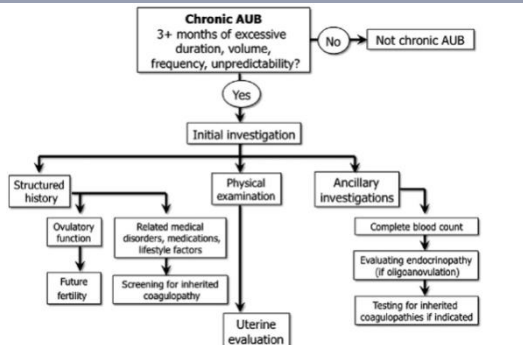 Chronic AUB
3+ months of excessive
duration, volume,
frequency, unpredictability?
No
Not chronic AUB
Yes
Initial investigation
Structured
history
Physical
examination
Ancillary
investigations
Ovulatory
function
Related medical
disorders, medications,
lifestyle factors
Complete blood count
Future
fertility
Screening for inherited
coagulopathy
Evaluating endocrinopathy
(if oligoanovulation)
Testing for inherited
coagulopathies if indicated
Uterine
evaluation